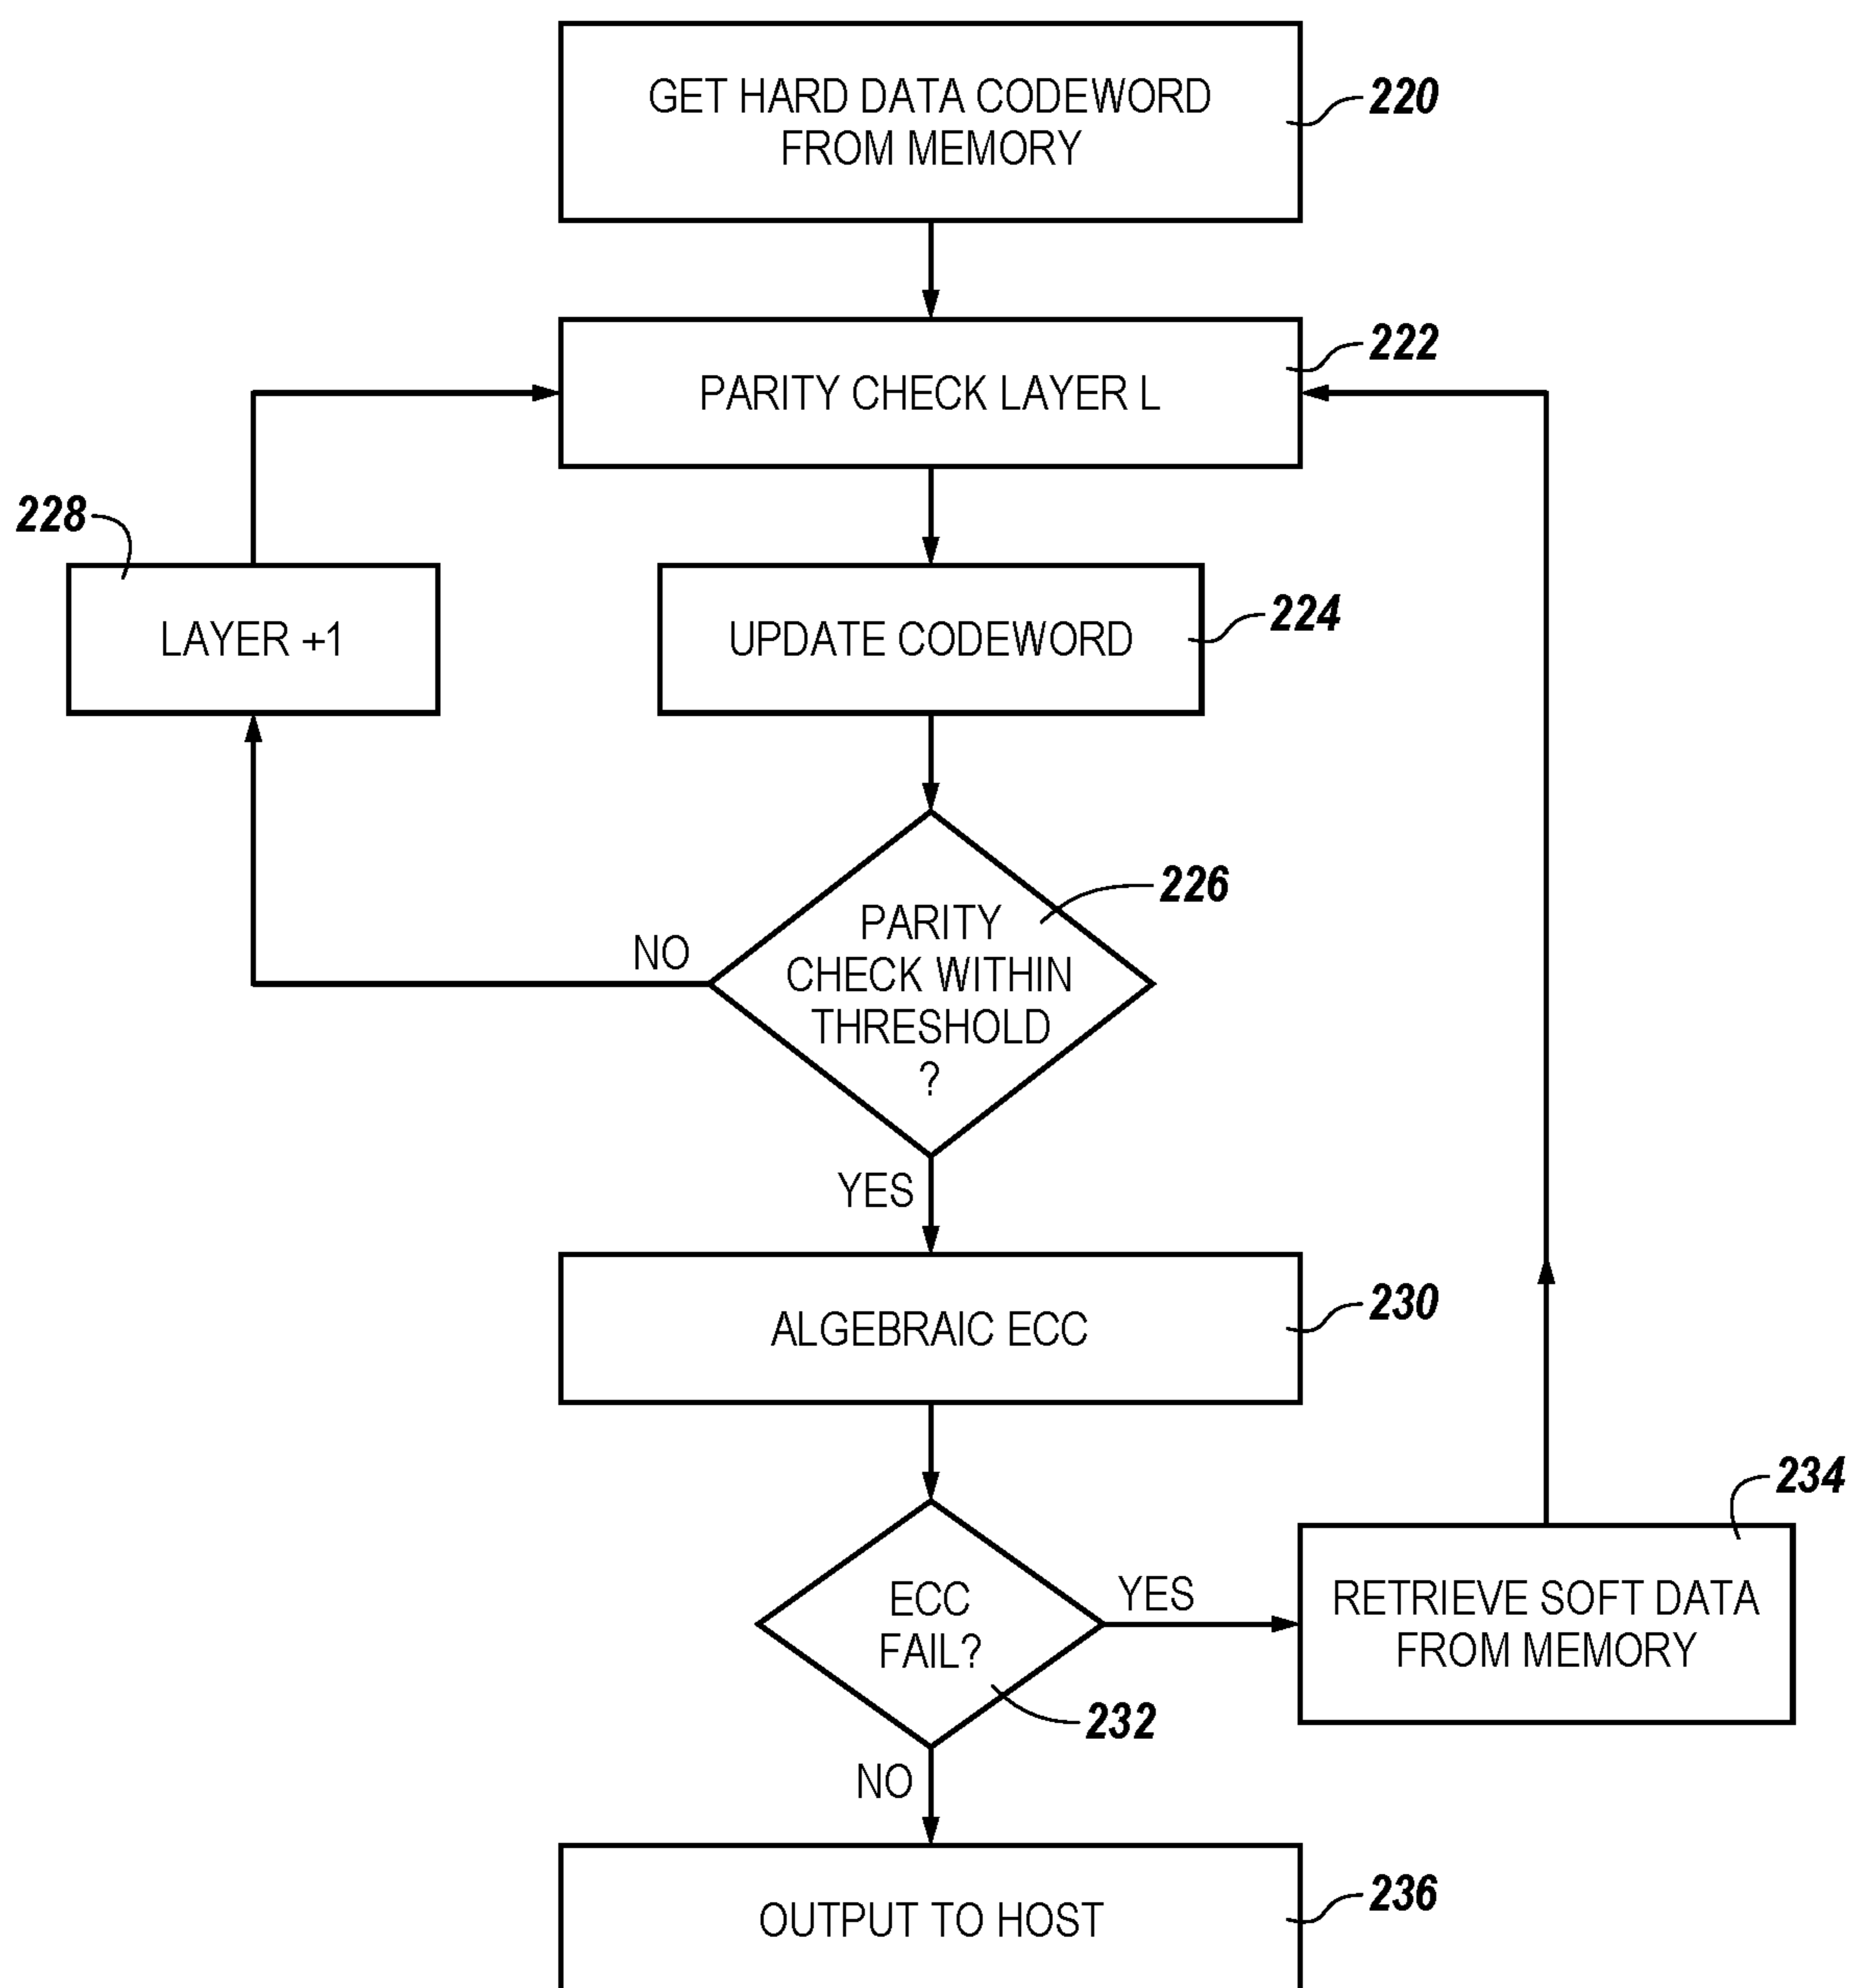 GET HARD DATA CODEWORD
FROM MEMORY
220
PARITY CHECK LAYER L
222
228
LAYER +1
UPDATE CODEWORD
224
PARITY
CHECK WITHIN
THRESHOLD
?
226
NO
YES
ALGEBRAIC ECC
230
ECC
FAIL?
232
YES
RETRIEVE SOFT DATA
FROM MEMORY
234
NO
OUTPUT TO HOST
236